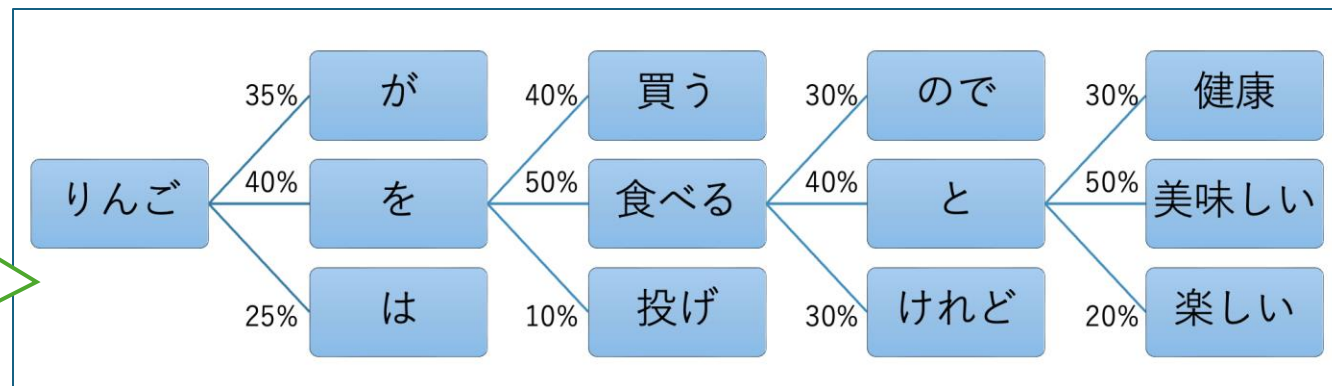 りんご
35%
40%
25%
が
を
は
40%
50%
10%
買う
食べる
投げ
30%
40%
30%
ので
と
けれど
30%
50%
20%
健康
美味しい
楽しい